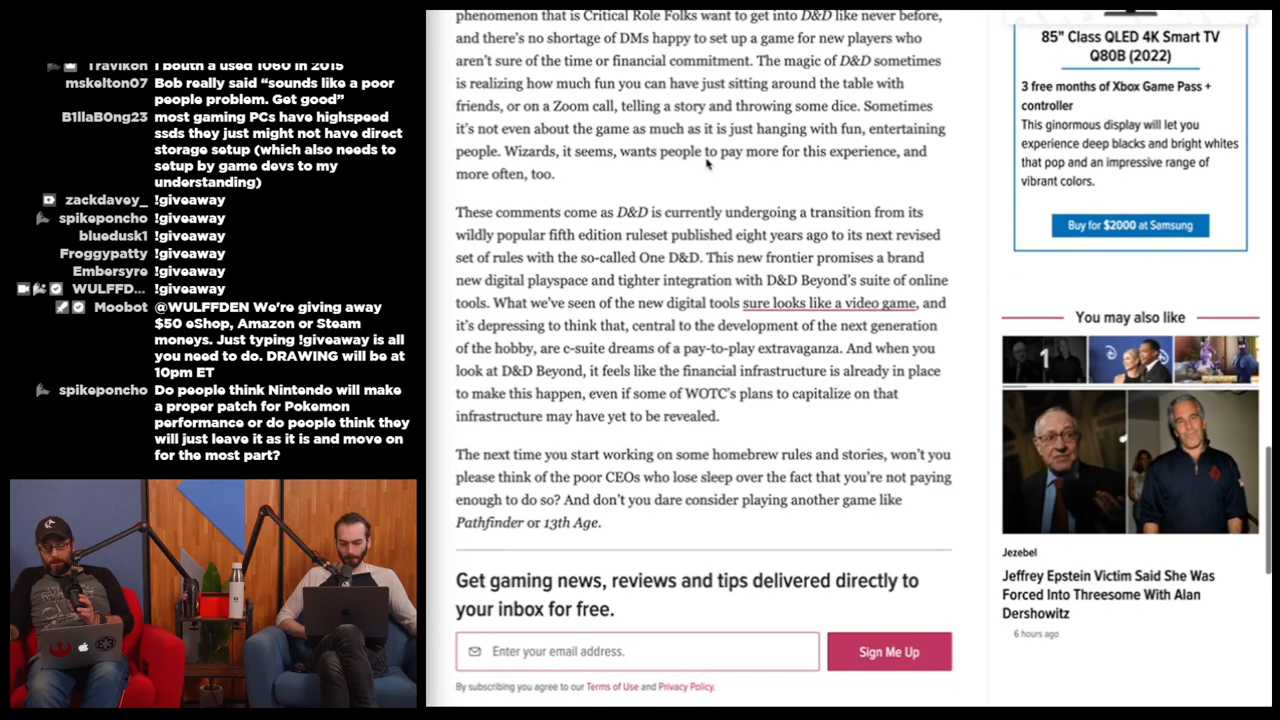 Travikon I bouth a used 1060 in 2015
mskelton07 Bob really said “sounds like a poor
people problem. Get good”
B1llaB0ng23 most gaming PCs have highspeed
ssds they just might not have direct
storage setup (which also needs to
setup by game devs to my
understanding)
zackdavey_ !giveaway
spikeponcho !giveaway
bluedusk1 !giveaway
Froggypatty !giveaway
Embersyre !giveaway
WULFFD... !giveaway
Moobot @WULFFDEN We're giving away
$50 eShop, Amazon or Steam
moneys. Just typing !giveaway is all
you need to do. DRAWING will be at
10pm ET
spikeponcho Do people think Nintendo will make
a proper patch for Pokemon
performance or do people think they
will just leave it as it is and move on
for the most part?
phenomenon that is Critical Role Folks want to get into D&D like never before,
and there's no shortage of DMs happy to set up a game for new players who
aren't sure of the time or financial commitment. The magic of D&D sometimes
is realizing how much fun you can have just sitting around the table with
friends, or on a Zoom call, telling a story and throwing some dice. Sometimes
it's not even about the game as much as it is just hanging with fun, entertaining
people. Wizards, it seems, wants people to pay more for this experience, and
more often, too.
These comments come as D&D is currently undergoing a transition from its
wildly popular fifth edition ruleset published eight years ago to its next revised
set of rules with the so-called One D&D. This new frontier promises a brand
new digital playspace and tighter integration with D&D Beyond's suite of online
tools. What we've seen of the new digital tools sure looks like a video game, and
it's depressing to think that, central to the development of the next generation
of the hobby, are c-suite dreams of a pay-to-play extravaganza. And when you
look at D&D Beyond, it feels like the financial infrastructure is already in place
to make this happen, even if some of WOTC's plans to capitalize on that
infrastructure may have yet to be revealed.
The next time you start working on some homebrew rules and stories, won't you
please think of the poor CEOs who lose sleep over the fact that you're not paying
enough to do so? And don't you dare consider playing another game like
Pathfinder or 13th Age.
Get gaming news, reviews and tips delivered directly to
your inbox for free.
Enter your email address.
Sign Me Up
By subscribing you agree to our Terms of Use and Privacy Policy.
85" Class QLED 4K Smart TV
Q80B (2022)
3 free months of Xbox Game Pass +
controller
This ginormous display will let you
experience deep blacks and bright whites
that pop and an impressive range of
vibrant colors.
Buy for $2000 at Samsung
You may also like
Jezebel
Jeffrey Epstein Victim Said She Was
Forced Into Threesome With Alan
Dershowitz
6 hours ago